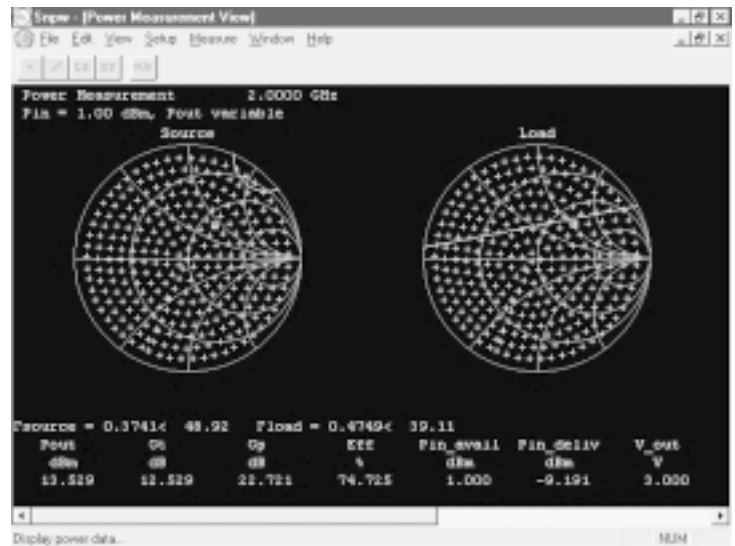 Snpw - [Power Measurement View]
File Edit View Setup Measure Window Help
Power Measurement 2.0000 GHz
Pin = 1.00 dBm, Pout variable
Source Load
Γsource = 0.3741< 48.92 Γload = 0.4749< 39.11
Pout Gt Gp Eff Pin_avail Pin_deliv V_out
dBm dB dB % dBm dBm V
13.529 12.529 22.721 74.725 1.000 -9.191 3.000
Display power data...
NUM